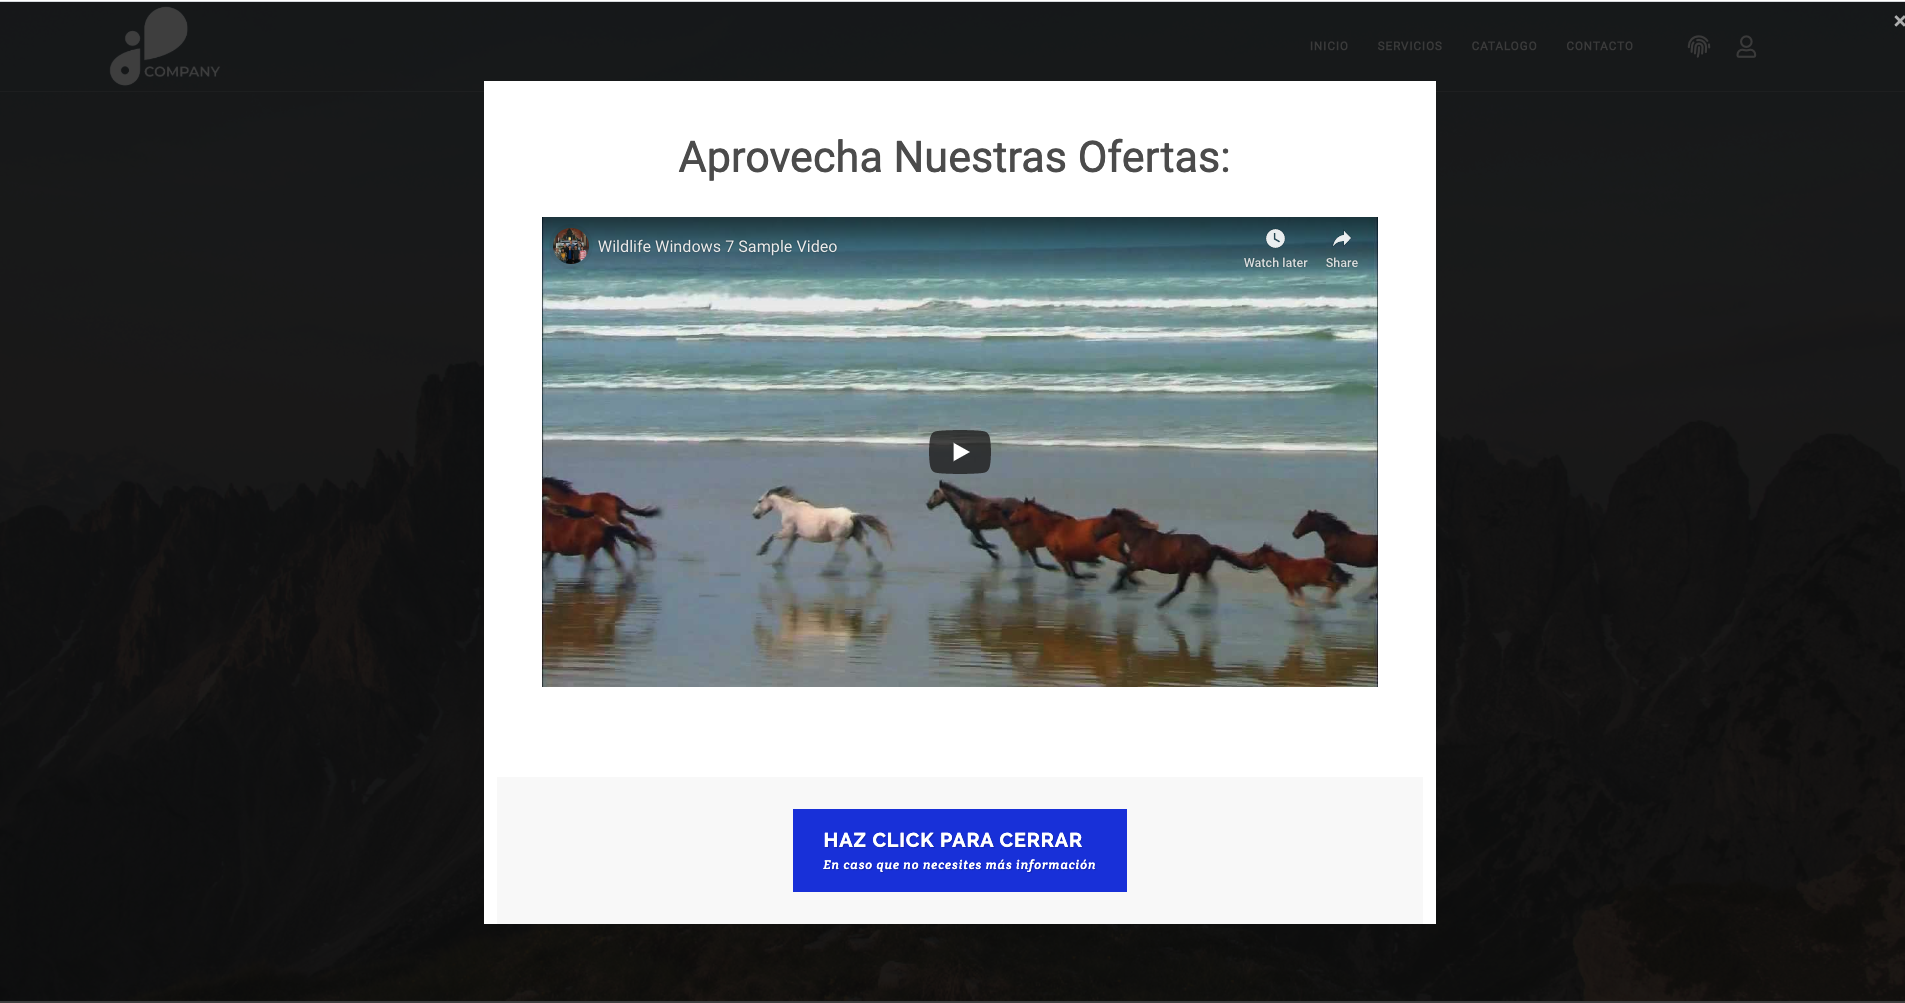 COMPANY
INICIO SERVICIOS CATALOGO CONTACTO
Aprovecha Nuestras Ofertas:
Wildlife Windows 7 Sample Video
Watch later Share
HAZ CLICK PARA CERRAR
En caso que no necesites más información